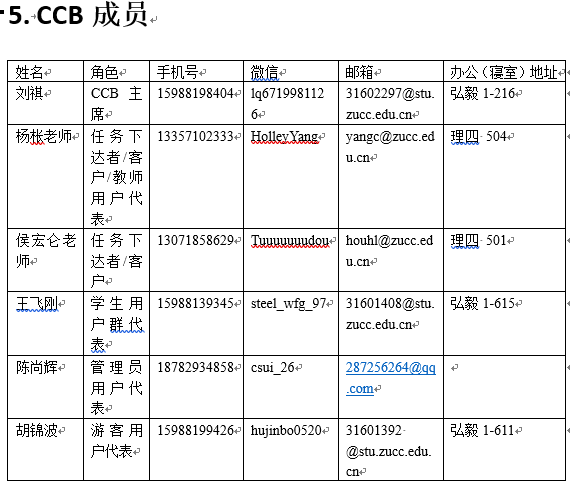 5. CCB 成员
姓名 角色 手机号 微信 邮箱 办公（寝室）地址
刘祺 CCB 主席 15988198404 lq6719981126 31602297@stu.zucc.edu.cn 弘毅 1-216
杨枨老师 任务下达者/客户/教师用户代表 13357102333 HolleyYang yangc@zucc.edu.cn 理四 504
侯宏仑老师 任务下达者/客户 13071858629 Tuuuuuuudou houhl@zucc.edu.cn 理四 501
王飞刚 学生用户群代表 15988139345 steel_wfg_97 31601408@stu.zucc.edu.cn 弘毅 1-615
陈尚辉 管理员用户代表 18782934858 csui_26 287256264@qq.com
胡锦波 游客用户代表 15988199426 hujinbo0520 31601392@stu.zucc.edu.cn 弘毅 1-611